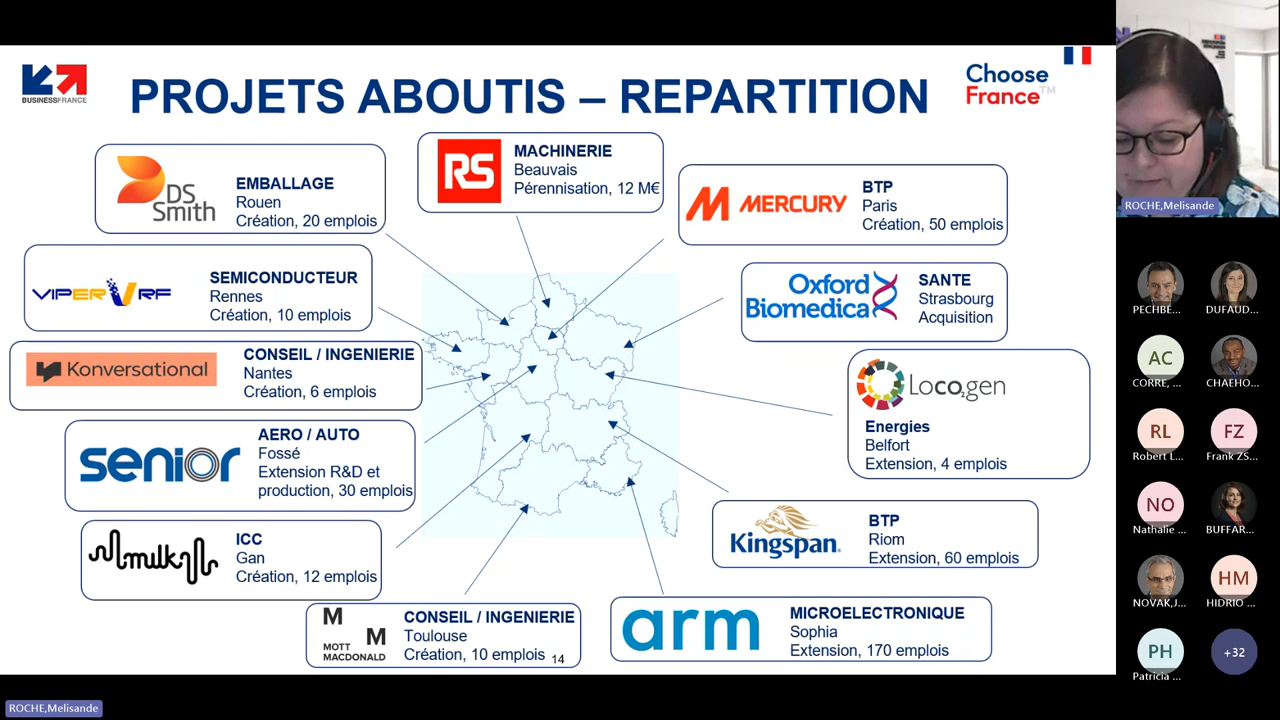 BUSINESSFRANCE
PROJETS ABOUTIS – REPARTITION
Choose
France™
DS
Smith
EMBALLAGE
Rouen
Création, 20 emplois
RS
MACHINERIE
Beauvais
Pérennisation, 12 M€
MERCURY
BTP
Paris
Création, 50 emplois
VIPER RF
SEMICONDUCTEUR
Rennes
Création, 10 emplois
Oxford
Biomedica
SANTE
Strasbourg
Acquisition
Konversational
CONSEIL / INGENIERIE
Nantes
Création, 6 emplois
Loco2gen
Energies
Belfort
Extension, 4 emplois
senior
AERO / AUTO
Fossé
Extension R&D et
production, 30 emplois
Kingspan.
BTP
Riom
Extension, 60 emplois
milk
ICC
Gan
Création, 12 emplois
M
M
MOTT
MACDONALD
CONSEIL / INGENIERIE
Toulouse
Création, 10 emplois
14
arm
MICROELECTRONIQUE
Sophia
Extension, 170 emplois
ROCHE,Melisande
PECHBE...
DUFAUD...
AC
CORRE, ...
CHAEHO...
RL
Robert L...
FZ
Frank ZS...
NO
Nathalie ...
BUFFAR...
NOVAK,J...
HM
HIDRIO ...
PH
Patricia ...
+32
ROCHE,Melisande